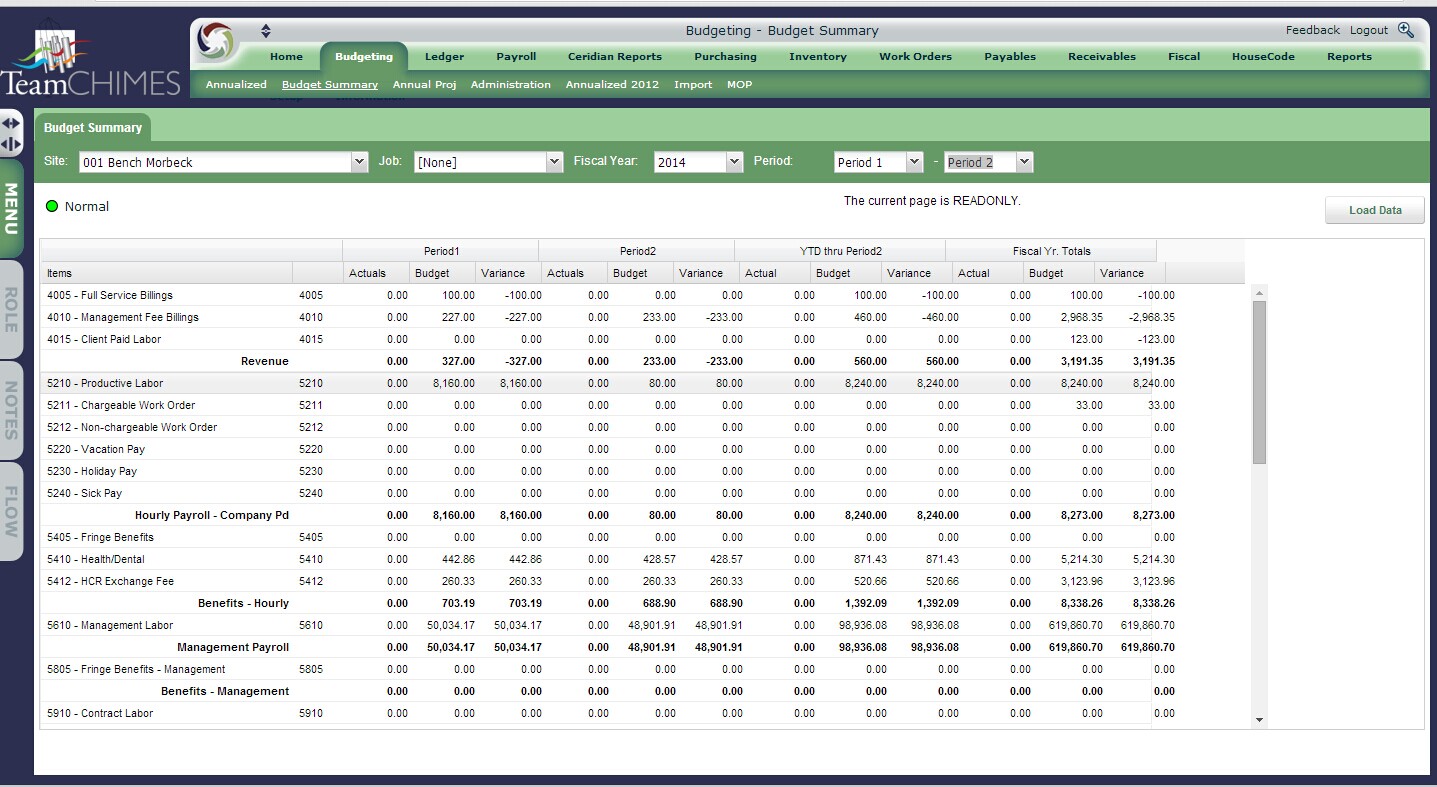 Budgeting - Budget Summary
Feedback Logout
TeamCHIMES
Home Budgeting Ledger Payroll Ceridian Reports Purchasing Inventory Work Orders Payables Receivables Fiscal HouseCode Reports
Annualized Budget Summary Annual Proj Administration Annualized 2012 Import MOP
Budget Summary
Site: 001 Bench Morbeck Job: [None] Fiscal Year: 2014 Period: Period 1 - Period 2
MENU
ROLE
NOTES
FLOW
Normal
The current page is READONLY.
Load Data
Period1 Period2 YTD thru Period2 Fiscal Yr. Totals
Items Actuals Budget Variance Actuals Budget Variance Actual Budget Variance Actual Budget Variance
4005 - Full Service Billings 4005 0.00 100.00 -100.00 0.00 0.00 0.00 0.00 100.00 -100.00 0.00 100.00 -100.00
4010 - Management Fee Billings 4010 0.00 227.00 -227.00 0.00 233.00 -233.00 0.00 460.00 -460.00 0.00 2,968.35 -2,968.35
4015 - Client Paid Labor 4015 0.00 0.00 0.00 0.00 0.00 0.00 0.00 0.00 0.00 0.00 123.00 -123.00
Revenue 0.00 327.00 -327.00 0.00 233.00 -233.00 0.00 560.00 560.00 0.00 3,191.35 3,191.35
5210 - Productive Labor 5210 0.00 8,160.00 8,160.00 0.00 80.00 80.00 0.00 8,240.00 8,240.00 0.00 8,240.00 8,240.00
5211 - Chargeable Work Order 5211 0.00 0.00 0.00 0.00 0.00 0.00 0.00 0.00 0.00 0.00 33.00 33.00
5212 - Non-chargeable Work Order 5212 0.00 0.00 0.00 0.00 0.00 0.00 0.00 0.00 0.00 0.00 0.00 0.00
5220 - Vacation Pay 5220 0.00 0.00 0.00 0.00 0.00 0.00 0.00 0.00 0.00 0.00 0.00 0.00
5230 - Holiday Pay 5230 0.00 0.00 0.00 0.00 0.00 0.00 0.00 0.00 0.00 0.00 0.00 0.00
5240 - Sick Pay 5240 0.00 0.00 0.00 0.00 0.00 0.00 0.00 0.00 0.00 0.00 0.00 0.00
Hourly Payroll - Company Pd 0.00 8,160.00 8,160.00 0.00 80.00 80.00 0.00 8,240.00 8,240.00 0.00 8,273.00 8,273.00
5405 - Fringe Benefits 5405 0.00 0.00 0.00 0.00 0.00 0.00 0.00 0.00 0.00 0.00 0.00 0.00
5410 - Health/Dental 5410 0.00 442.86 442.86 0.00 428.57 428.57 0.00 871.43 871.43 0.00 5,214.30 5,214.30
5412 - HCR Exchange Fee 5412 0.00 260.33 260.33 0.00 260.33 260.33 0.00 520.66 520.66 0.00 3,123.96 3,123.96
Benefits - Hourly 0.00 703.19 703.19 0.00 688.90 688.90 0.00 1,392.09 1,392.09 0.00 8,338.26 8,338.26
5610 - Management Labor 5610 0.00 50,034.17 50,034.17 0.00 48,901.91 48,901.91 0.00 98,936.08 98,936.08 0.00 619,860.70 619,860.70
Management Payroll 0.00 50,034.17 50,034.17 0.00 48,901.91 48,901.91 0.00 98,936.08 98,936.08 0.00 619,860.70 619,860.70
5805 - Fringe Benefits - Management 5805 0.00 0.00 0.00 0.00 0.00 0.00 0.00 0.00 0.00 0.00 0.00 0.00
Benefits - Management 0.00 0.00 0.00 0.00 0.00 0.00 0.00 0.00 0.00 0.00 0.00 0.00
5910 - Contract Labor 5910 0.00 0.00 0.00 0.00 0.00 0.00 0.00 0.00 0.00 0.00 0.00 0.00